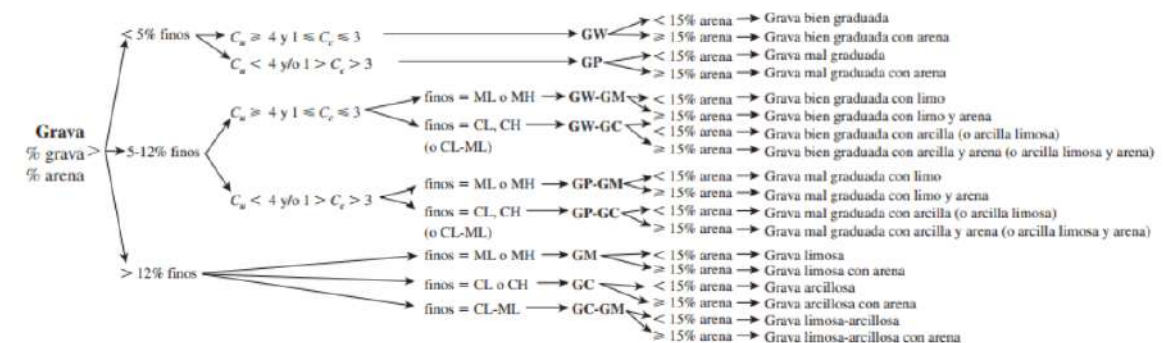 < 5% finos C_u ≥ 4 y 1 ≤ C_c ≤ 3 GW < 15% arena Grava bien graduada
≥ 15% arena Grava bien graduada con arena
C_u < 4 y/o 1 > C_c > 3 GP < 15% arena Grava mal graduada
≥ 15% arena Grava mal graduada con arena
Grava
% grava >
% arena
5-12% finos C_u ≥ 4 y 1 ≤ C_c ≤ 3 finos = ML o MH GW-GM < 15% arena Grava bien graduada con limo
≥ 15% arena Grava bien graduada con limo y arena
finos = CL, CH GW-GC < 15% arena Grava bien graduada con arcilla (o arcilla limosa)
(o CL-ML) ≥ 15% arena Grava bien graduada con arcilla y arena (o arcilla limosa y arena)
C_u < 4 y/o 1 > C_c > 3 finos = ML o MH GP-GM < 15% arena Grava mal graduada con limo
≥ 15% arena Grava mal graduada con limo y arena
finos = CL, CH GP-GC < 15% arena Grava mal graduada con arcilla (o arcilla limosa)
(o CL-ML) ≥ 15% arena Grava mal graduada con arcilla y arena (o arcilla limosa y arena)
> 12% finos finos = ML o MH GM < 15% arena Grava limosa
≥ 15% arena Grava limosa con arena
finos = CL o CH GC < 15% arena Grava arcillosa
≥ 15% arena Grava arcillosa con arena
finos = CL-ML GC-GM < 15% arena Grava limosa-arcillosa
≥ 15% arena Grava limosa-arcillosa con arena